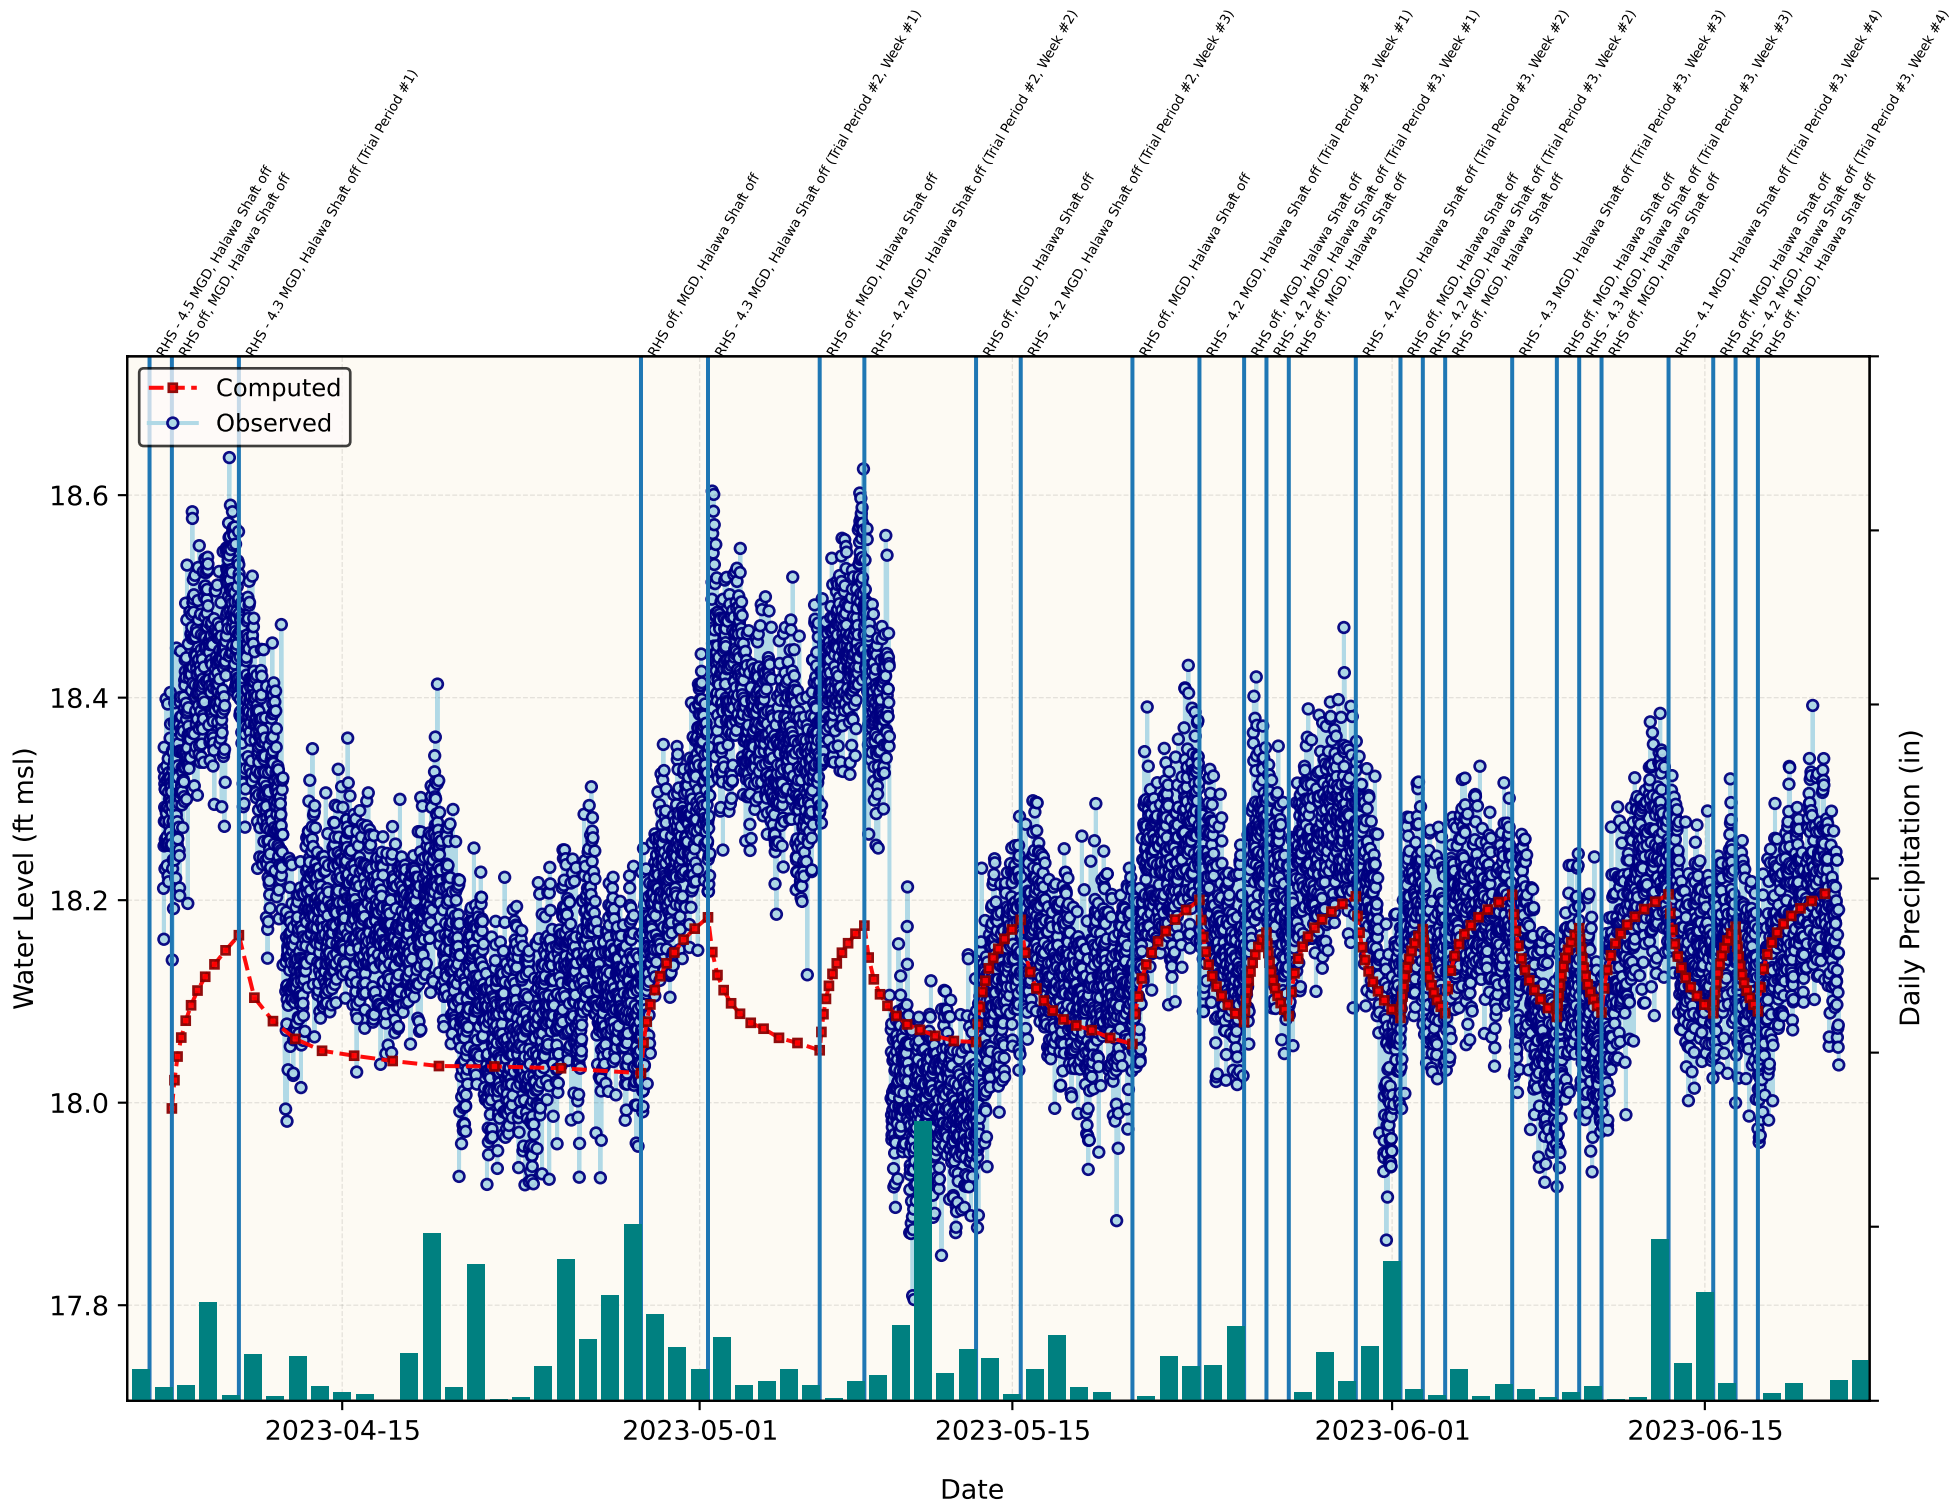 RHS - 4.5 MGD, Halawa Shaft off
RHS off, MGD, Halawa Shaft off
RHS - 4.3 MGD, Halawa Shaft off (Trial Period #1)
RHS off, MGD, Halawa Shaft off
RHS - 4.3 MGD, Halawa Shaft off (Trial Period #2, Week #1)
RHS off, MGD, Halawa Shaft off
RHS - 4.2 MGD, Halawa Shaft off (Trial Period #2, Week #2)
RHS off, MGD, Halawa Shaft off
RHS - 4.2 MGD, Halawa Shaft off (Trial Period #2, Week #3)
RHS off, MGD, Halawa Shaft off
RHS - 4.2 MGD, Halawa Shaft off (Trial Period #3, Week #1)
RHS off, MGD, Halawa Shaft off
RHS - 4.2 MGD, Halawa Shaft off (Trial Period #3, Week #1)
RHS off, MGD, Halawa Shaft off
RHS - 4.2 MGD, Halawa Shaft off (Trial Period #3, Week #2)
RHS off, MGD, Halawa Shaft off
RHS - 4.2 MGD, Halawa Shaft off (Trial Period #3, Week #2)
RHS off, MGD, Halawa Shaft off
RHS - 4.3 MGD, Halawa Shaft off (Trial Period #3, Week #3)
RHS off, MGD, Halawa Shaft off
RHS - 4.3 MGD, Halawa Shaft off (Trial Period #3, Week #3)
RHS off, MGD, Halawa Shaft off
RHS - 4.1 MGD, Halawa Shaft off (Trial Period #3, Week #4)
RHS off, MGD, Halawa Shaft off
RHS - 4.2 MGD, Halawa Shaft off (Trial Period #3, Week #4)
RHS off, MGD, Halawa Shaft off
Computed
Observed
18.6
18.4
18.2
18.0
17.8
Water Level (ft msl)
Daily Precipitation (in)
2023-04-15
2023-05-01
2023-05-15
2023-06-01
2023-06-15
Date